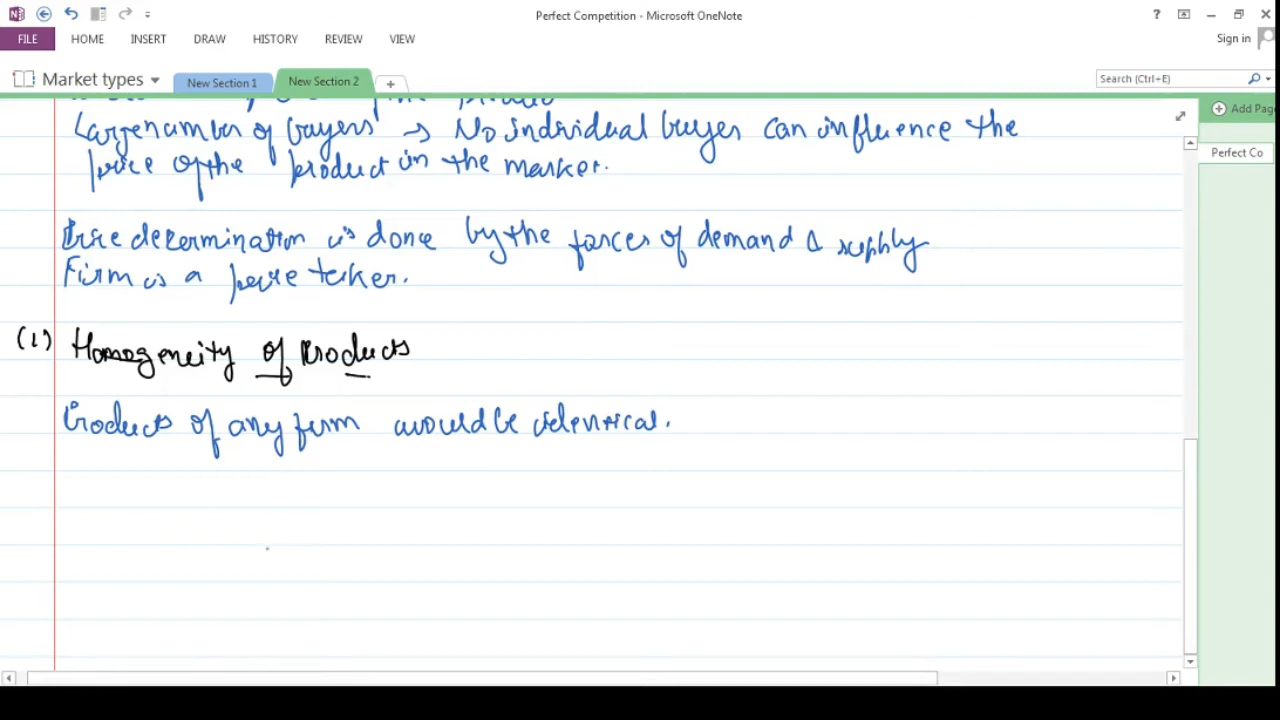 Perfect Competition - Microsoft OneNote
?
FILE HOME INSERT DRAW HISTORY REVIEW VIEW
Sign in
Market types New Section 1 New Section 2 +
Search (Ctrl+E)
Add Pag
Perfect Co
Large number of buyers → No individual buyer can influence the
price of the product in the market.
Price determination is done by the forces of demand & supply
Firm is a price taker.
(2) Homogeneity of Products
Products of any firm would be identical.